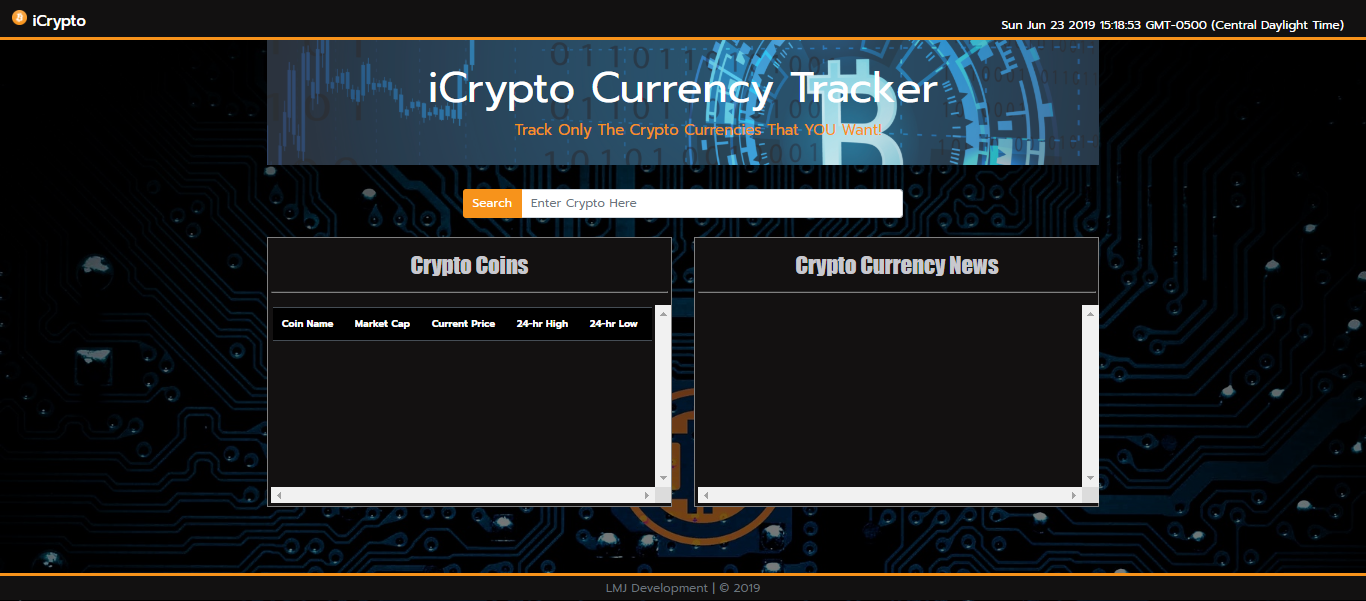 iCrypto
Sun Jun 23 2019 15:18:53 GMT-0500 (Central Daylight Time)
iCrypto Currency Tracker
Track Only The Crypto Currencies That YOU Want!
Search Enter Crypto Here
Crypto Coins
Coin Name Market Cap Current Price 24-hr High 24-hr Low
Crypto Currency News
LMJ Development | © 2019